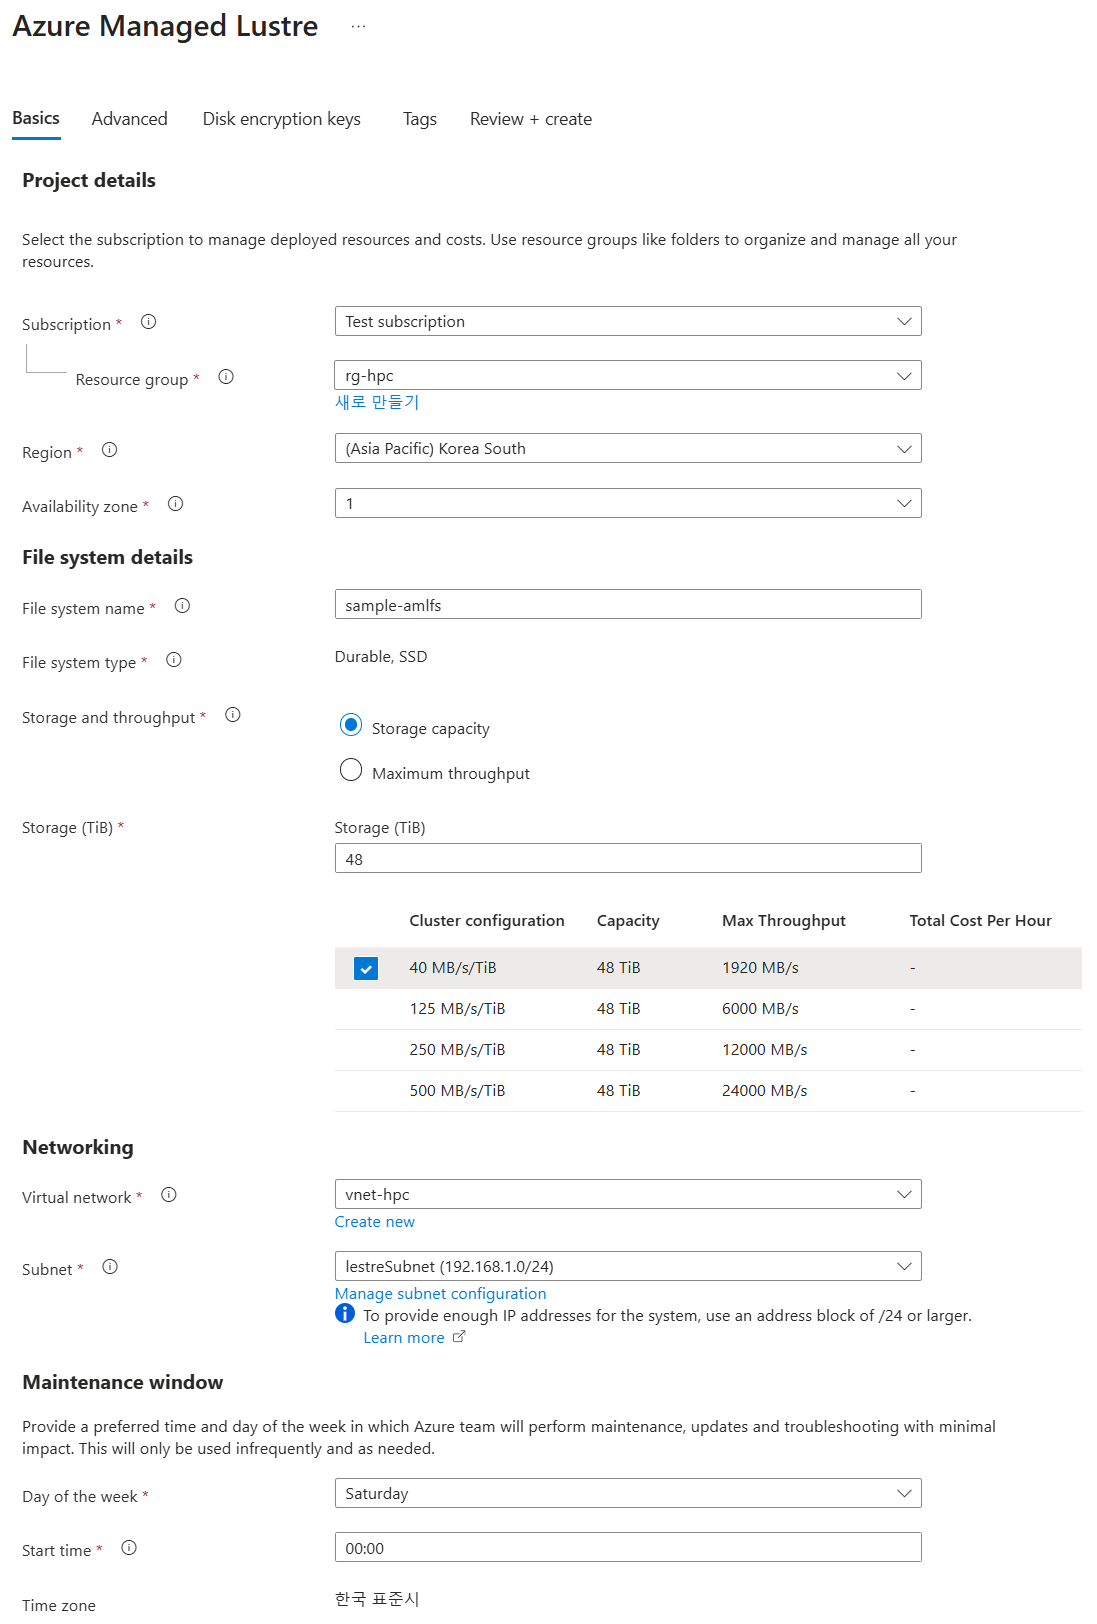 Azure Managed Lustre ...
Basics Advanced Disk encryption keys Tags Review + create
Project details
Select the subscription to manage deployed resources and costs. Use resource groups like folders to organize and manage all your
resources.
Subscription * Test subscription
Resource group * rg-hpc
새로 만들기
Region * (Asia Pacific) Korea South
Availability zone * 1
File system details
File system name * sample-amlfs
File system type * Durable, SSD
Storage and throughput * Storage capacity
Maximum throughput
Storage (TiB) * Storage (TiB)
48
Cluster configuration Capacity Max Throughput Total Cost Per Hour
40 MB/s/TiB 48 TiB 1920 MB/s -
125 MB/s/TiB 48 TiB 6000 MB/s -
250 MB/s/TiB 48 TiB 12000 MB/s -
500 MB/s/TiB 48 TiB 24000 MB/s -
Networking
Virtual network * vnet-hpc
Create new
Subnet * lestreSubnet (192.168.1.0/24)
Manage subnet configuration
To provide enough IP addresses for the system, use an address block of /24 or larger.
Learn more
Maintenance window
Provide a preferred time and day of the week in which Azure team will perform maintenance, updates and troubleshooting with minimal
impact. This will only be used infrequently and as needed.
Day of the week * Saturday
Start time * 00:00
Time zone 한국 표준시